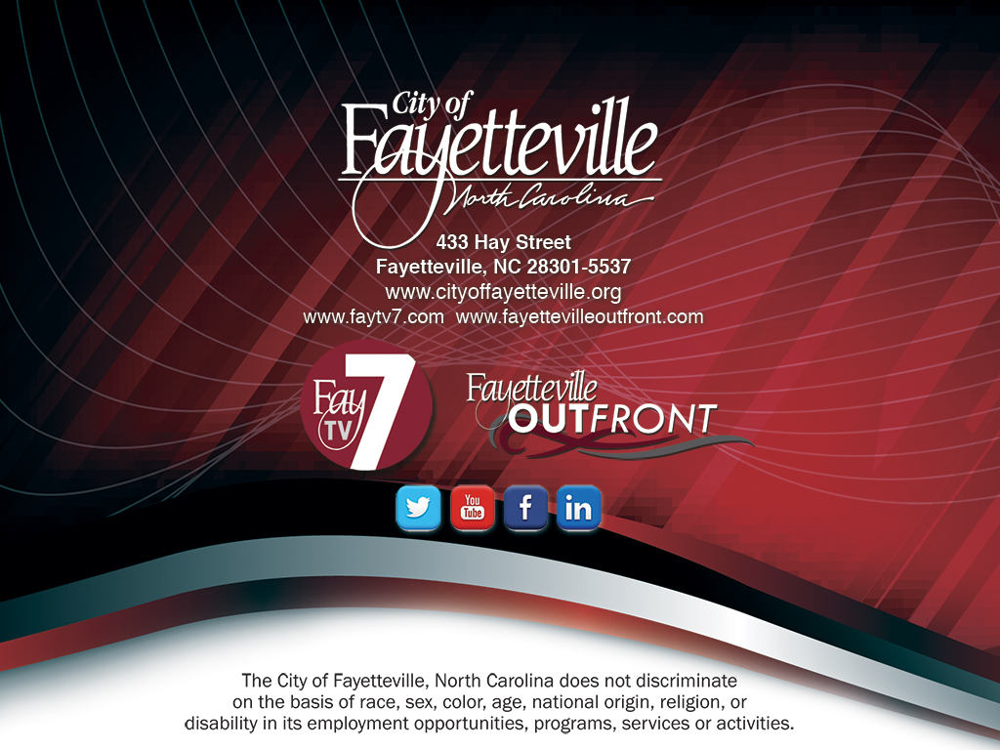 City of
Fayetteville
North Carolina
433 Hay Street
Fayetteville, NC 28301-5537
www.cityoffayetteville.org
www.faytv7.com www.fayettevilleoutfront.com
Fay
TV
7
Fayetteville
OUTFRONT
You
Tube
f
in
The City of Fayetteville, North Carolina does not discriminate
on the basis of race, sex, color, age, national origin, religion, or
disability in its employment opportunities, programs, services or activities.